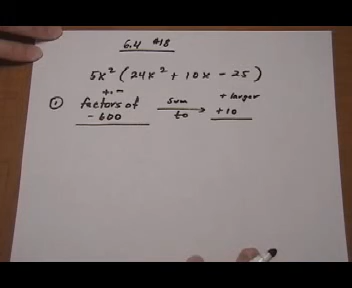 6.4 #18
5x² ( 24x² + 10x - 25 )
① factors of sum + larger
+ · -
- 600 to +10